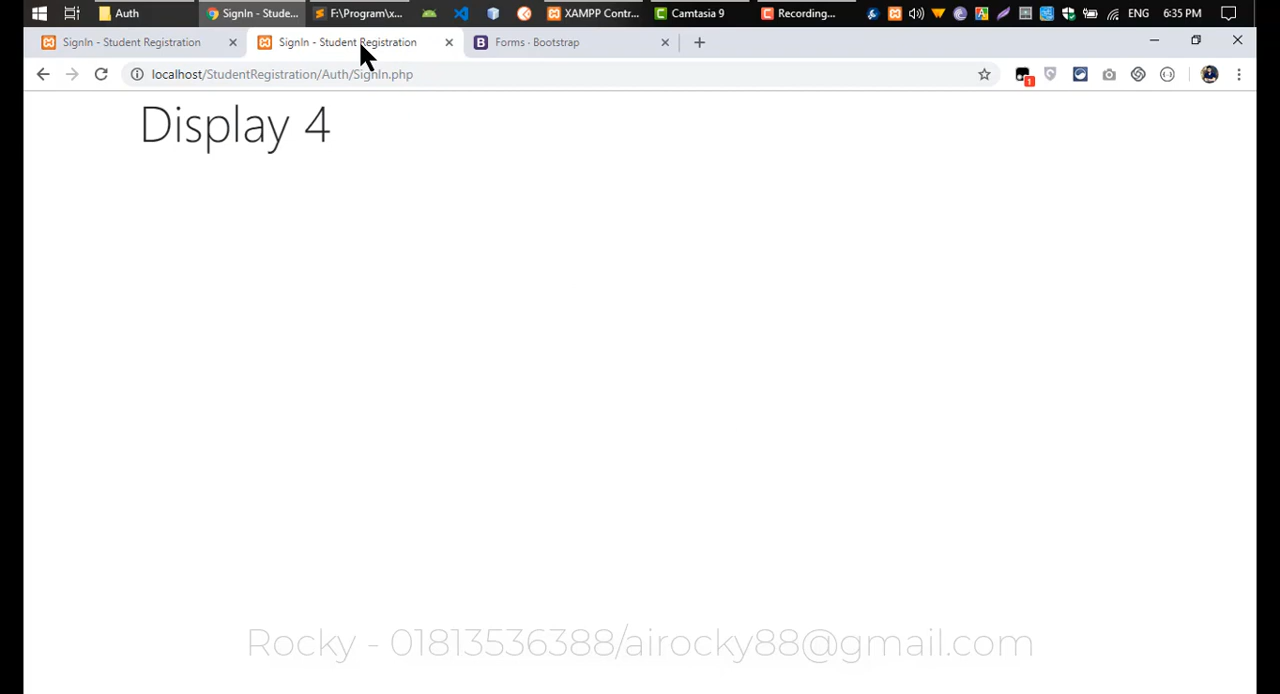 Auth
SignIn - Stude...
F:\Program\x...
XAMPP Contr...
Camtasia 9
Recording...
ENG
6:35 PM
SignIn - Student Registration
SignIn - Student Registration
Forms · Bootstrap
localhost/StudentRegistration/Auth/SignIn.php
1
Display 4
Rocky - 01813536388/airocky88@gmail.com